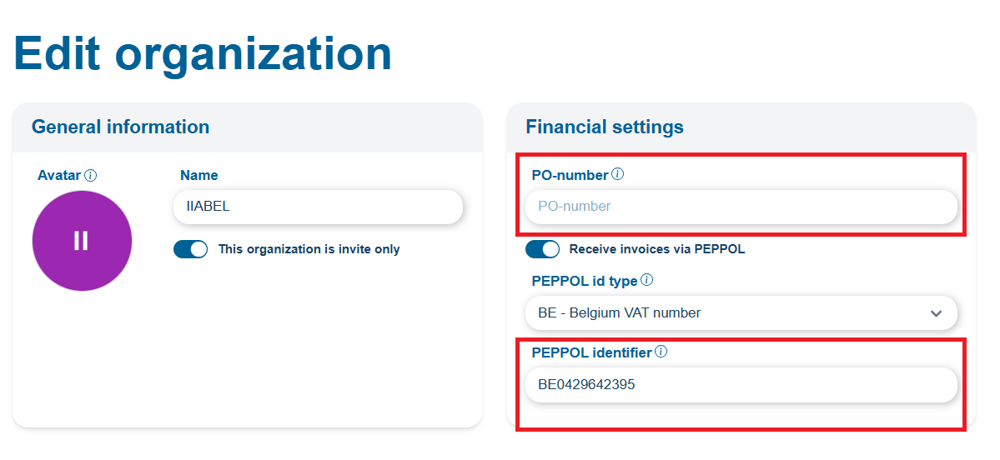 Edit organization
General information
Avatar
II
Name
IIABEL
This organization is invite only
Financial settings
PO-number
PO-number
Receive invoices via PEPPOL
PEPPOL id type
BE - Belgium VAT number
PEPPOL identifier
BE0429642395